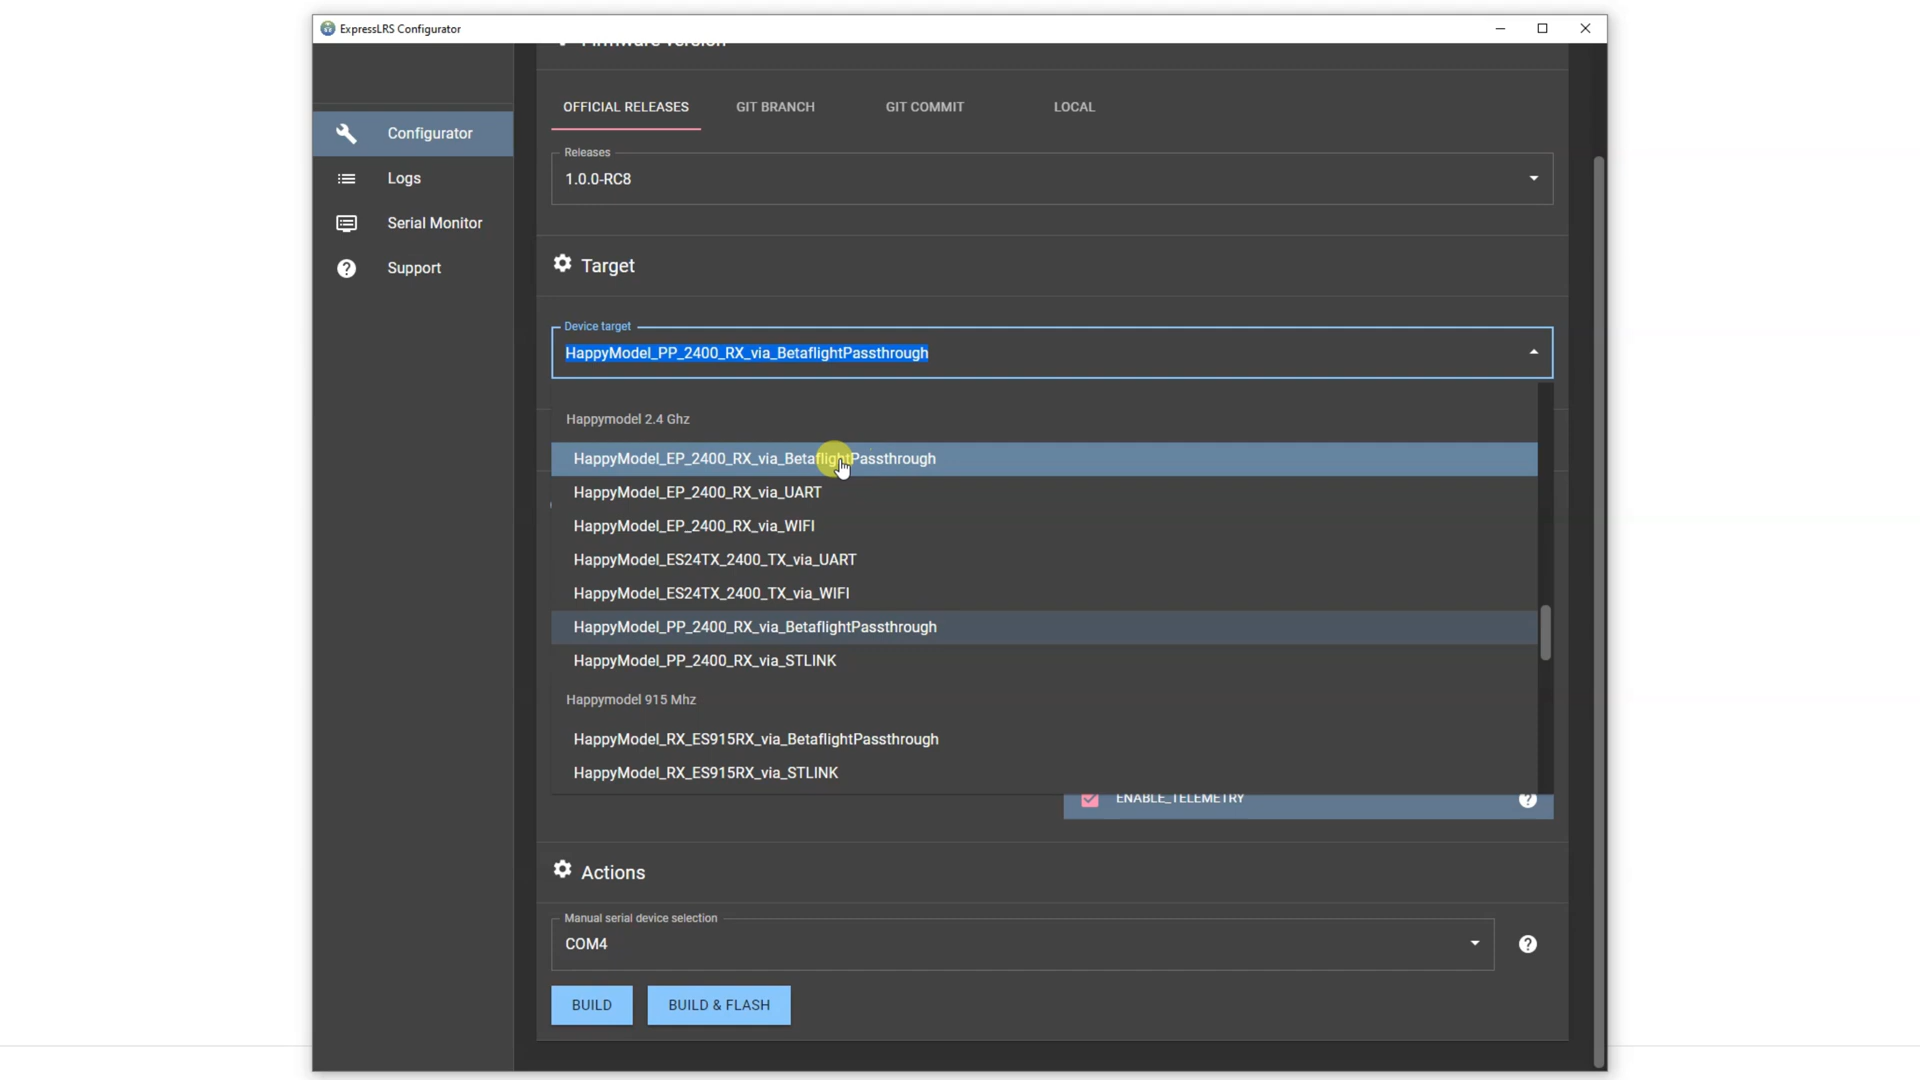 ExpressLRS Configurator
Firmware version
Configurator
Logs
Serial Monitor
Support
OFFICIAL RELEASES
GIT BRANCH
GIT COMMIT
LOCAL
Releases
1.0.0-RC8
Target
Device target
HappyModel_PP_2400_RX_via_BetaflightPassthrough
Happymodel 2.4 Ghz
HappyModel_EP_2400_RX_via_BetaflightPassthrough
HappyModel_EP_2400_RX_via_UART
HappyModel_EP_2400_RX_via_WIFI
HappyModel_ES24TX_2400_TX_via_UART
HappyModel_ES24TX_2400_TX_via_WIFI
HappyModel_PP_2400_RX_via_BetaflightPassthrough
HappyModel_PP_2400_RX_via_STLINK
Happymodel 915 Mhz
HappyModel_RX_ES915RX_via_BetaflightPassthrough
HappyModel_RX_ES915RX_via_STLINK
ENABLE_TELEMETRY
Actions
Manual serial device selection
COM4
BUILD
BUILD & FLASH